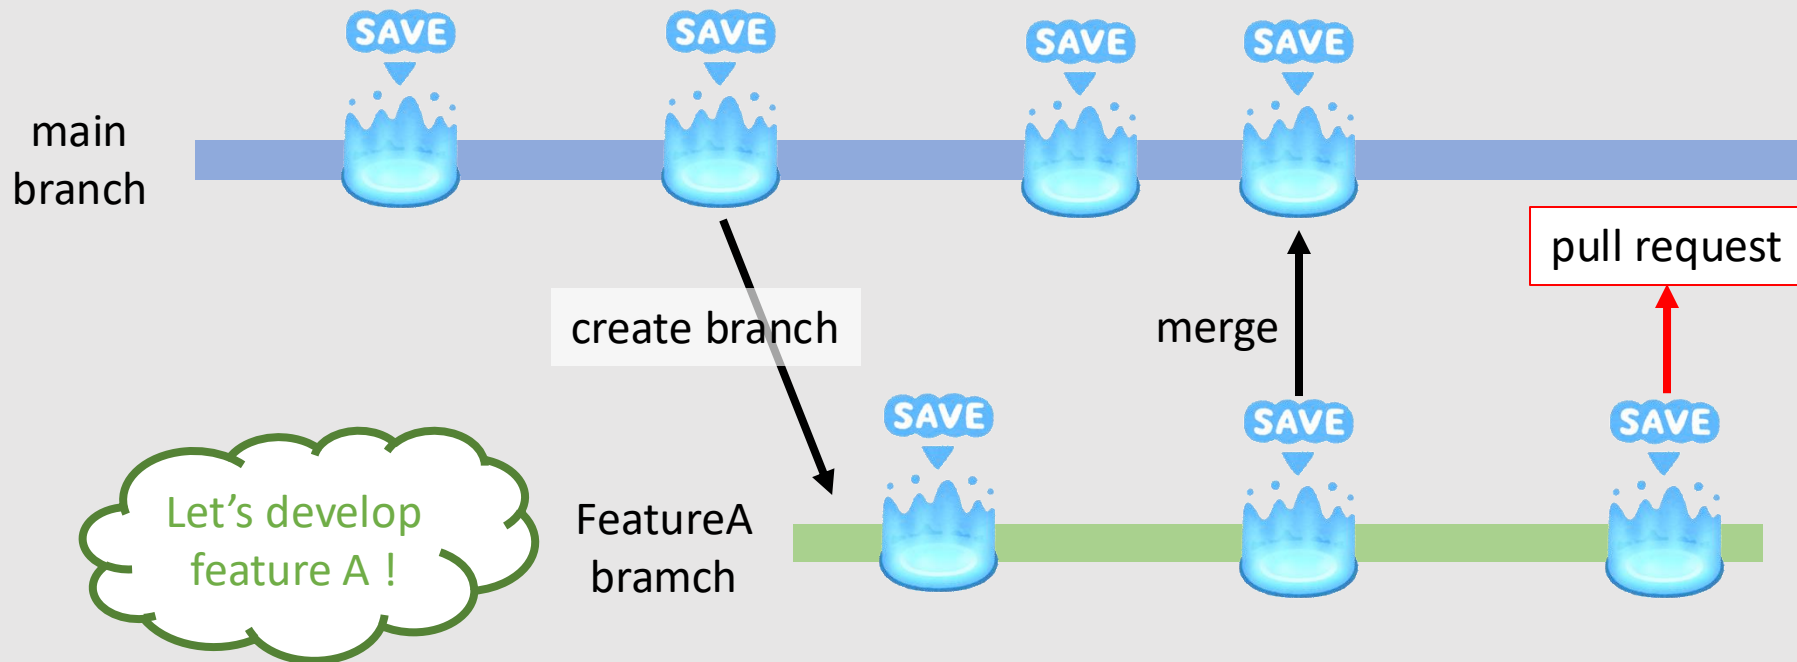 SAVE
SAVE
SAVE
SAVE
main
branch
pull request
create branch
merge
SAVE
SAVE
SAVE
Let's develop
feature A !
FeatureA
bramch